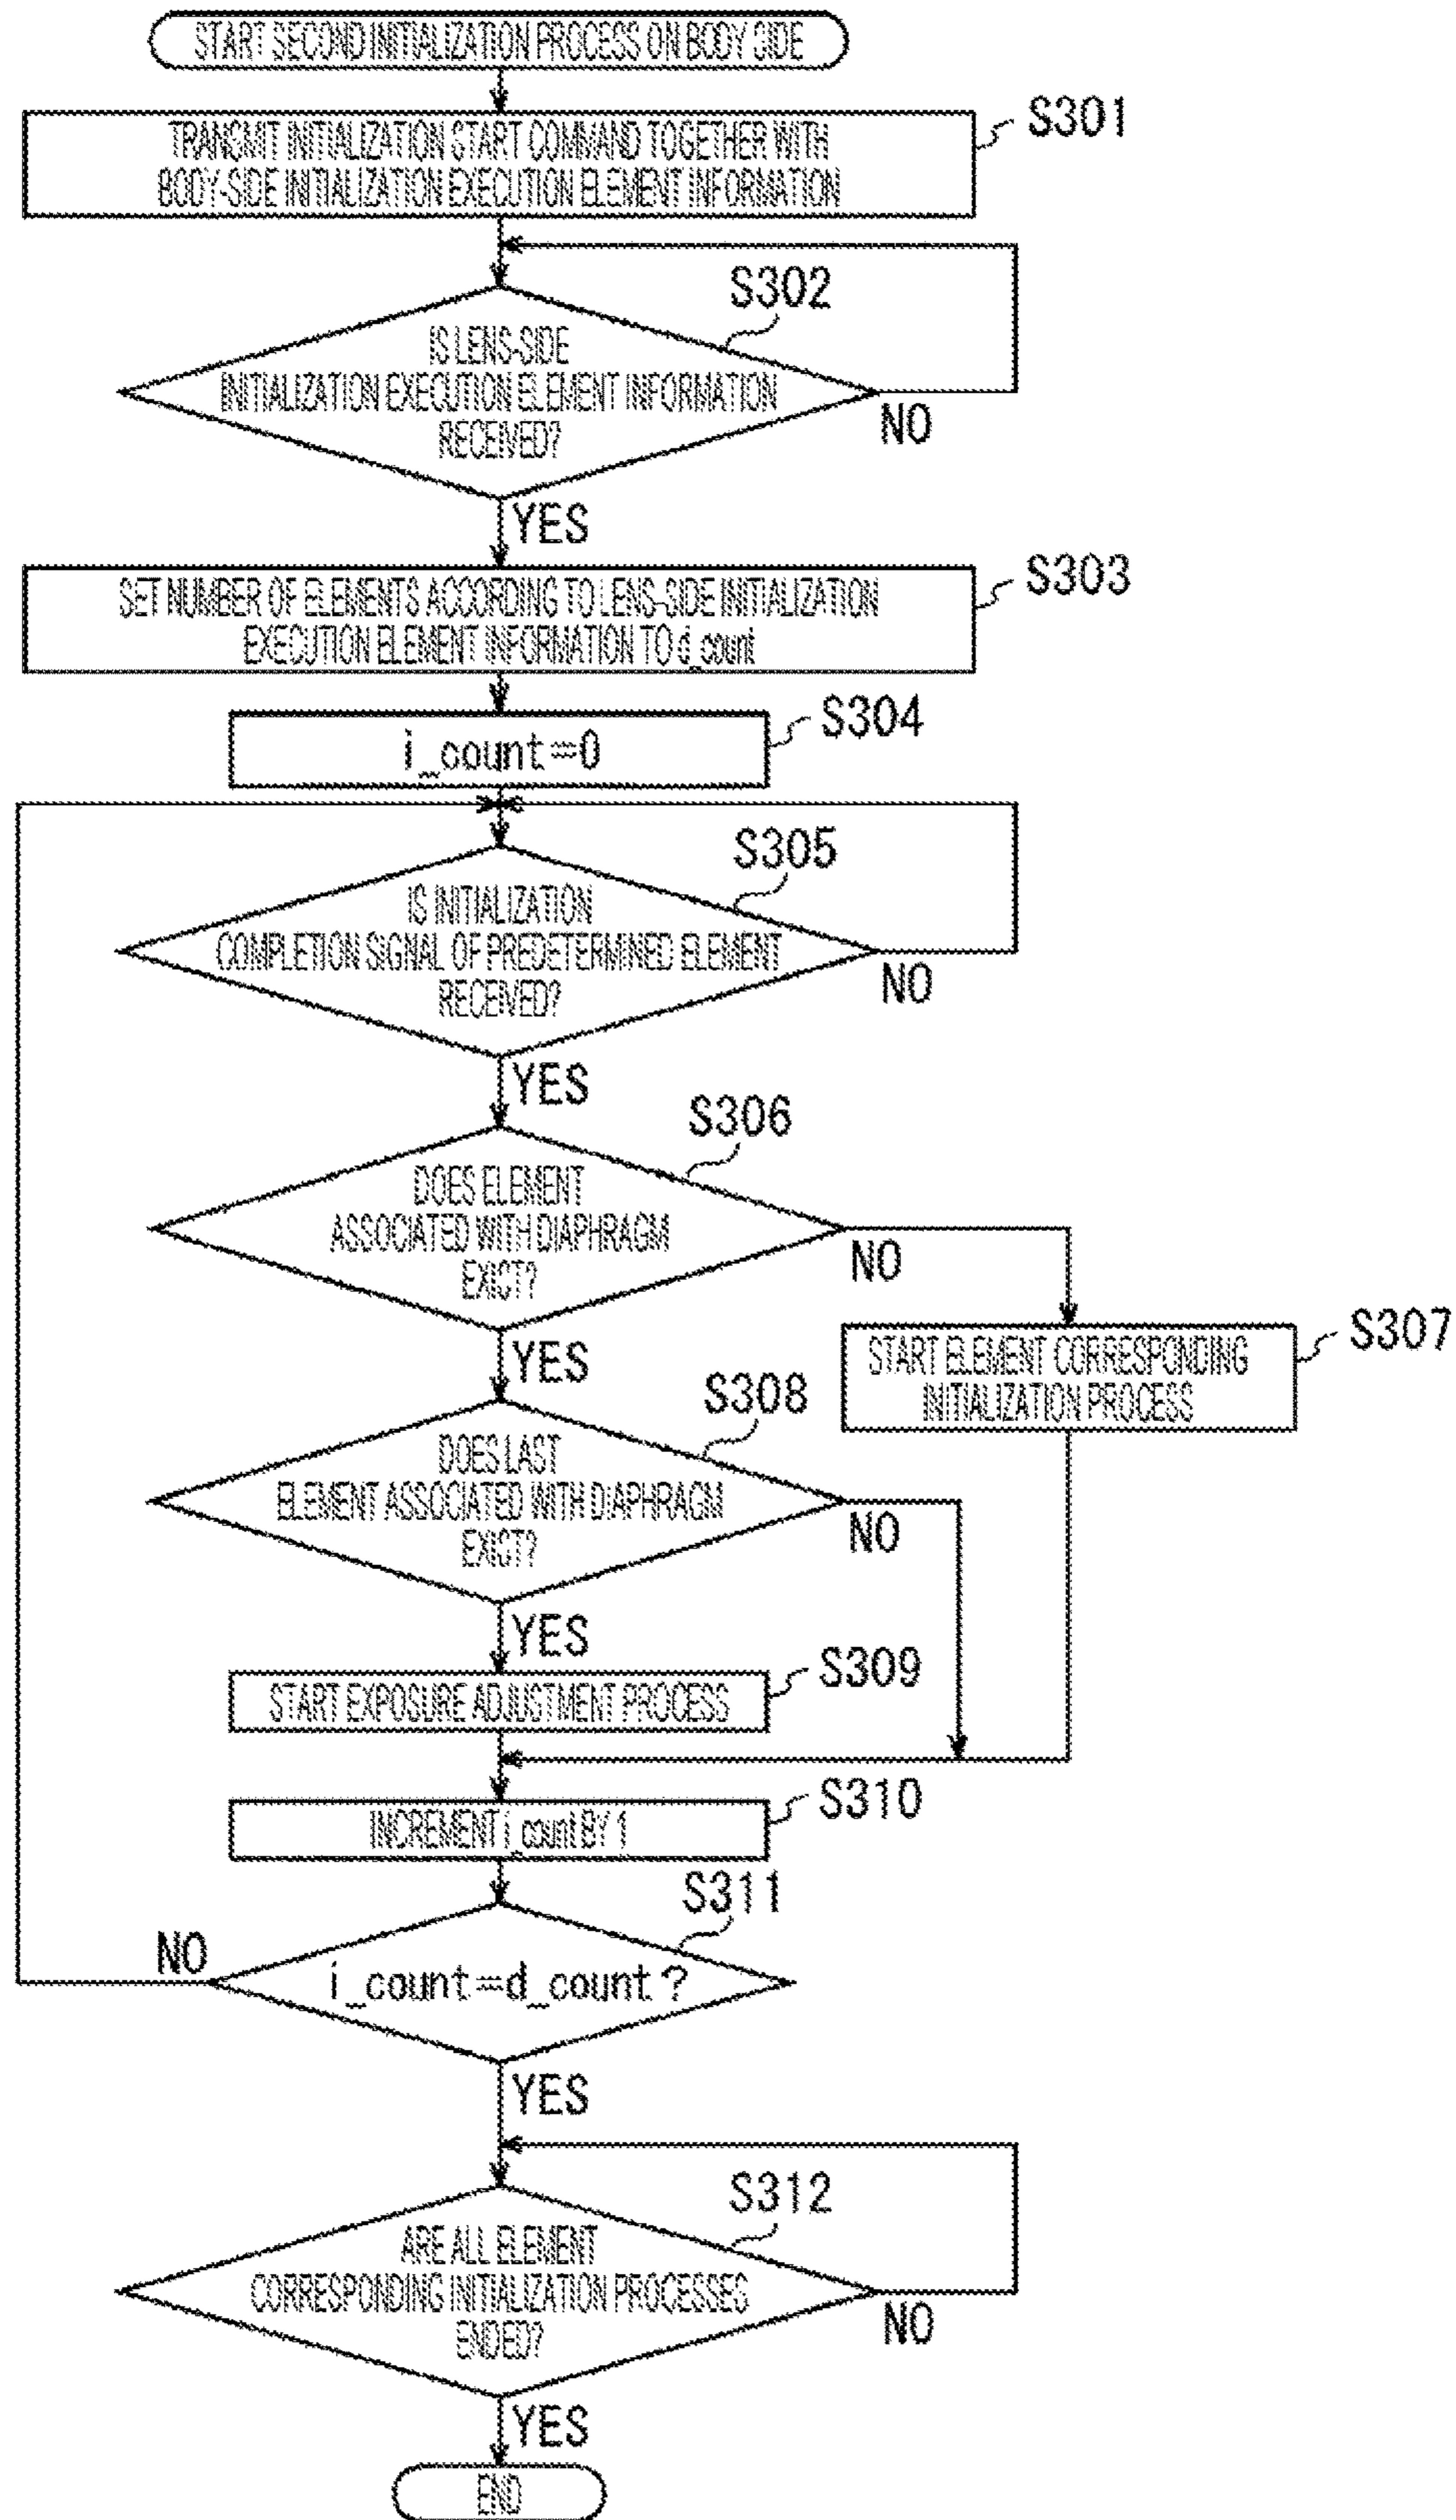 START SECOND INITIALIZATION PROCESS ON BODY SIDE
S301
TRANSMIT INITIALIZATION START COMMAND TOGETHER WITH
BODY-SIDE INITIALIZATION EXECUTION ELEMENT INFORMATION
S302
IS LENS-SIDE
INITIALIZATION EXECUTION ELEMENT INFORMATION
RECEIVED?
NO
YES
S303
SET NUMBER OF ELEMENTS ACCORDING TO LENS-SIDE INITIALIZATION
EXECUTION ELEMENT INFORMATION TO d_count
S304
i_count=0
S305
IS INITIALIZATION
COMPLETION SIGNAL OF PREDETERMINED ELEMENT
RECEIVED?
NO
YES
S306
DOES ELEMENT
ASSOCIATED WITH DIAPHRAGM
EXICT?
NO
YES
S307
START ELEMENT CORRESPONDING
INITIALIZATION PROCESS
S308
DOES LAST
ELEMENT ASSOCIATED WITH DIAPHRAGM
EXICT?
NO
YES
S309
START EXPOSURE ADJUSTMENT PROCESS
S310
INCREMENT i_count BY 1
S311
NO
i_count=d_count?
YES
S312
ARE ALL ELEMENT
CORRESPONDING INITIALIZATION PROCESSES
ENDED?
NO
YES
END